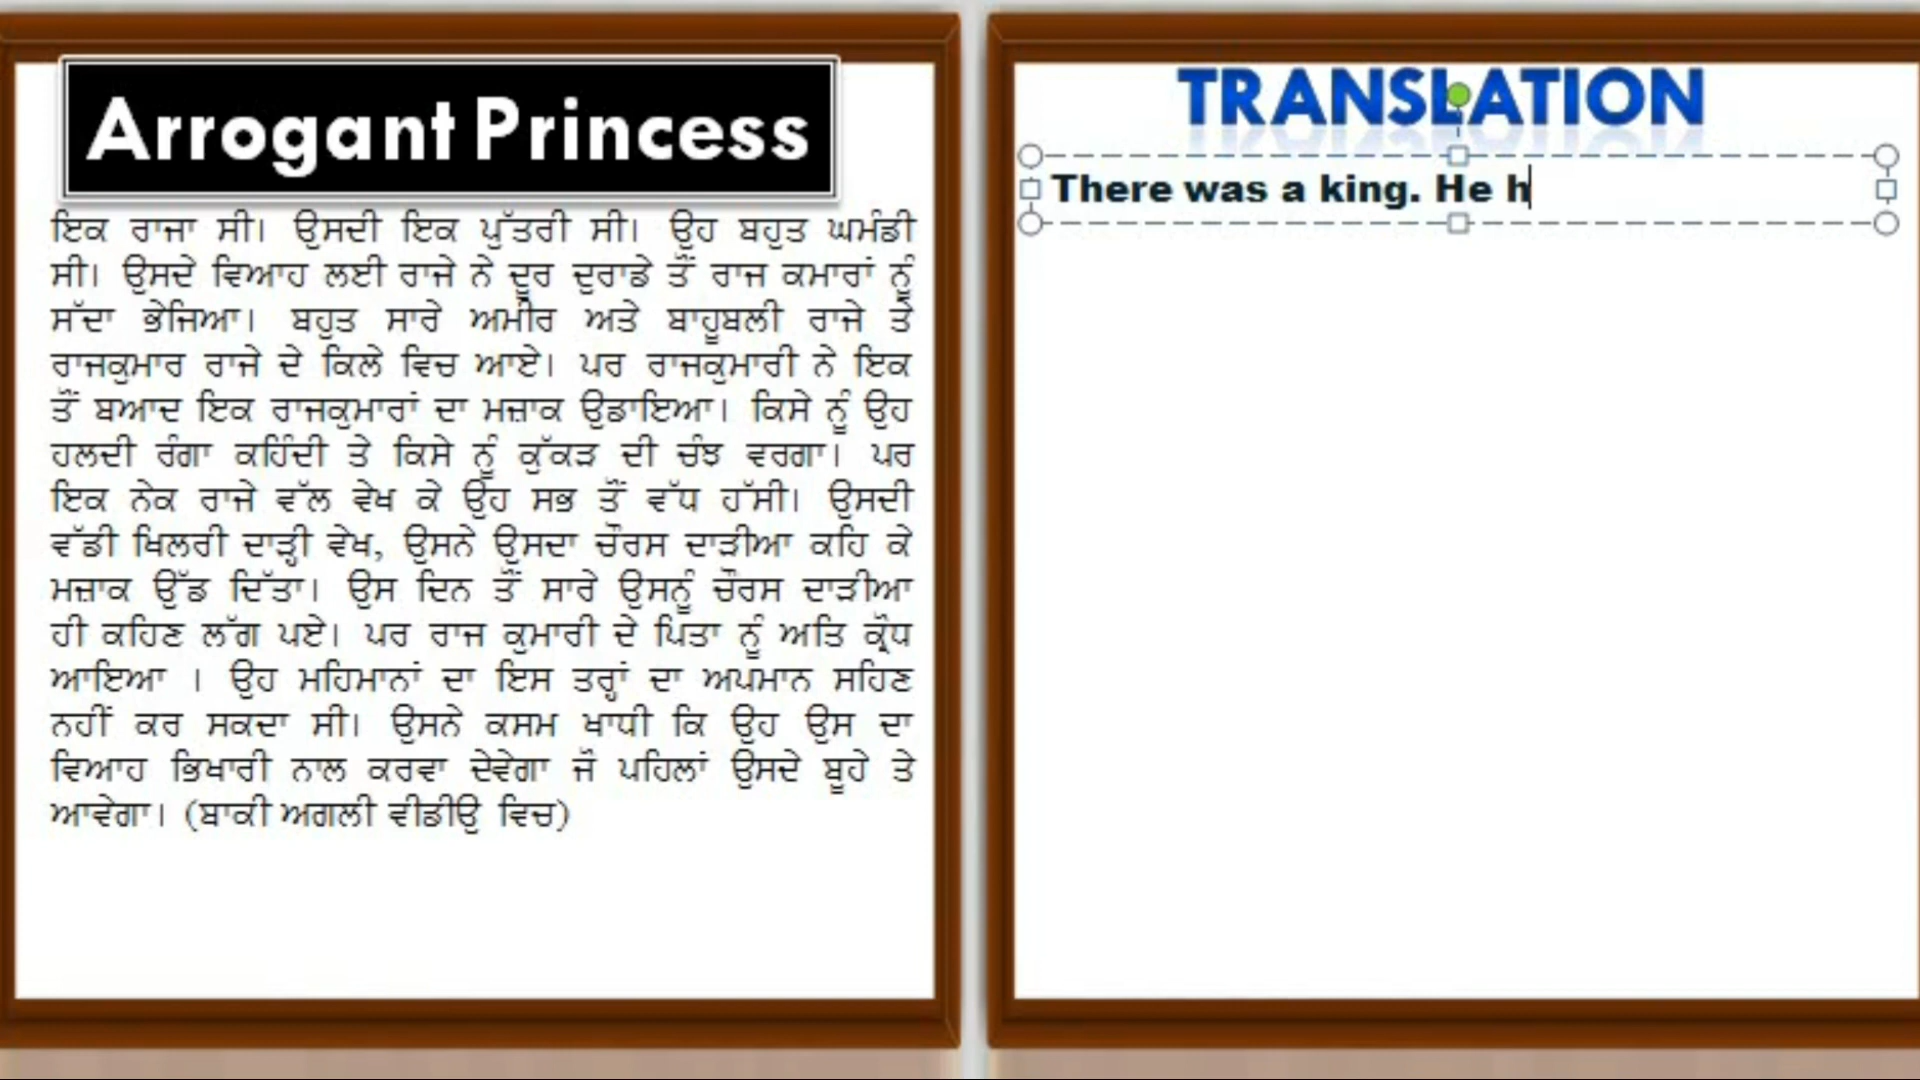 Arrogant Princess
ਇਕ ਰਾਜਾ ਸੀ। ਉਸਦੀ ਇਕ ਪੁੱਤਰੀ ਸੀ। ਉਹ ਬਹੁਤ ਘਮੰਡੀ
ਸੀ। ਉਸਦੇ ਵਿਆਹ ਲਈ ਰਾਜੇ ਨੇ ਦੂਰ ਦੁਰਾਡੇ ਤੋਂ ਰਾਜ ਕਮਾਰਾਂ ਨੂੰ
ਸੱਦਾ ਭੇਜਿਆ। ਬਹੁਤ ਸਾਰੇ ਅਮੀਰ ਅਤੇ ਬਾਹੂਬਲੀ ਰਾਜੇ ਤੇ
ਰਾਜਕੁਮਾਰ ਰਾਜੇ ਦੇ ਕਿਲੇ ਵਿਚ ਆਏ। ਪਰ ਰਾਜਕੁਮਾਰੀ ਨੇ ਇਕ
ਤੋਂ ਬਆਦ ਇਕ ਰਾਜਕੁਮਾਰਾਂ ਦਾ ਮਜ਼ਾਕ ਉਡਾਇਆ। ਕਿਸੇ ਨੂੰ ਉਹ
ਹਲਦੀ ਰੰਗਾ ਕਹਿੰਦੀ ਤੇ ਕਿਸੇ ਨੂੰ ਕੁੱਕੜ ਦੀ ਚੰਝ ਵਰਗਾ। ਪਰ
ਇਕ ਨੇਕ ਰਾਜੇ ਵੱਲ ਵੇਖ ਕੇ ਉਹ ਸਭ ਤੋਂ ਵੱਧ ਹੱਸੀ। ਉਸਦੀ
ਵੱਡੀ ਖਿਲਰੀ ਦਾੜ੍ਹੀ ਵੇਖ, ਉਸਨੇ ਉਸਦਾ ਚੌਰਸ ਦਾੜੀਆ ਕਹਿ ਕੇ
ਮਜ਼ਾਕ ਉੱਡ ਦਿੱਤਾ। ਉਸ ਦਿਨ ਤੋਂ ਸਾਰੇ ਉਸਨੂੰ ਚੌਰਸ ਦਾੜੀਆ
ਹੀ ਕਹਿਣ ਲੱਗ ਪਏ। ਪਰ ਰਾਜ ਕੁਮਾਰੀ ਦੇ ਪਿਤਾ ਨੂੰ ਅਤਿ ਕ੍ਰੋਧ
ਆਇਆ । ਉਹ ਮਹਿਮਾਨਾਂ ਦਾ ਇਸ ਤਰ੍ਹਾਂ ਦਾ ਅਪਮਾਨ ਸਹਿਣ
ਨਹੀਂ ਕਰ ਸਕਦਾ ਸੀ। ਉਸਨੇ ਕਸਮ ਖਾਧੀ ਕਿ ਉਹ ਉਸ ਦਾ
ਵਿਆਹ ਭਿਖਾਰੀ ਨਾਲ ਕਰਵਾ ਦੇਵੇਗਾ ਜੋ ਪਹਿਲਾਂ ਉਸਦੇ ਬੂਹੇ ਤੇ
ਆਵੇਗਾ। (ਬਾਕੀ ਅਗਲੀ ਵੀਡੀਉ ਵਿਚ)
TRANSLATION
There was a king. He h